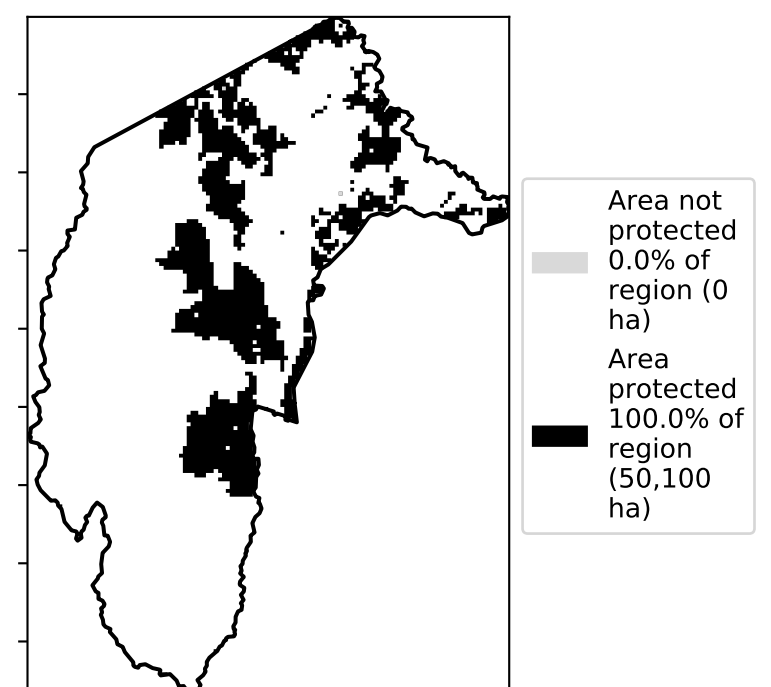 Area not
protected
0.0% of
region (0
ha)
Area
protected
100.0% of
region
(50,100
ha)